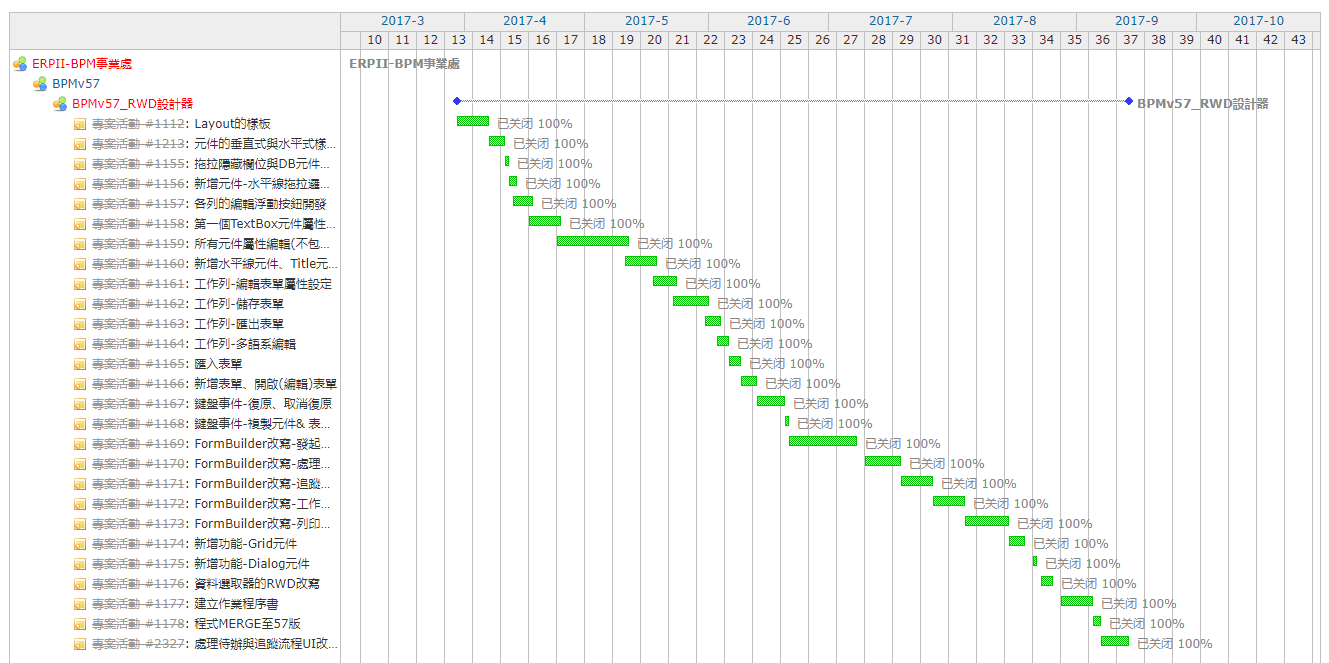 2017-3 2017-4 2017-5 2017-6 2017-7 2017-8 2017-9 2017-10
10 11 12 13 14 15 16 17 18 19 20 21 22 23 24 25 26 27 28 29 30 31 32 33 34 35 36 37 38 39 40 41 42 43
ERPII-BPM事業處 ERPII-BPM事業處
BPMv57
BPMv57_RWD設計器 BPMv57_RWD設計器
專案活動 #1112: Layout的樣板 已关闭 100%
專案活動 #1213: 元件的垂直式與水平式樣... 已关闭 100%
專案活動 #1155: 拖拉隱藏欄位與DB元件... 已关闭 100%
專案活動 #1156: 新增元件-水平線拖拉邏... 已关闭 100%
專案活動 #1157: 各列的編輯浮動按鈕開發 已关闭 100%
專案活動 #1158: 第一個TextBox元件屬性... 已关闭 100%
專案活動 #1159: 所有元件屬性編輯(不包... 已关闭 100%
專案活動 #1160: 新增水平線元件、Title元... 已关闭 100%
專案活動 #1161: 工作列-編輯表單屬性設定 已关闭 100%
專案活動 #1162: 工作列-儲存表單 已关闭 100%
專案活動 #1163: 工作列-匯出表單 已关闭 100%
專案活動 #1164: 工作列-多語系編輯 已关闭 100%
專案活動 #1165: 匯入表單 已关闭 100%
專案活動 #1166: 新增表單、開啟(編輯)表單 已关闭 100%
專案活動 #1167: 鍵盤事件-復原、取消復原 已关闭 100%
專案活動 #1168: 鍵盤事件-複製元件& 表... 已关闭 100%
專案活動 #1169: FormBuilder改寫-發起... 已关闭 100%
專案活動 #1170: FormBuilder改寫-處理... 已关闭 100%
專案活動 #1171: FormBuilder改寫-追蹤... 已关闭 100%
專案活動 #1172: FormBuilder改寫-工作... 已关闭 100%
專案活動 #1173: FormBuilder改寫-列印... 已关闭 100%
專案活動 #1174: 新增功能-Grid元件 已关闭 100%
專案活動 #1175: 新增功能-Dialog元件 已关闭 100%
專案活動 #1176: 資料選取器的RWD改寫 已关闭 100%
專案活動 #1177: 建立作業程序書 已关闭 100%
專案活動 #1178: 程式MERGE至57版 已关闭 100%
專案活動 #2327: 處理待辦與追蹤流程UI改... 已关闭 100%